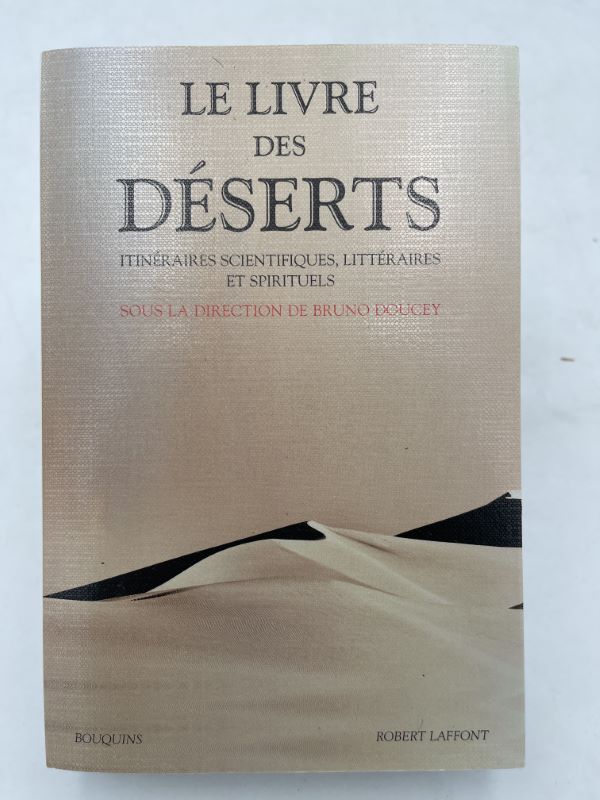 LE LIVRE
DES
DÉSERTS
ITINÉRAIRES SCIENTIFIQUES, LITTÉRAIRES
ET SPIRITUELS
SOUS LA DIRECTION DE BRUNO DOUCEY
BOUQUINS
ROBERT LAFFONT